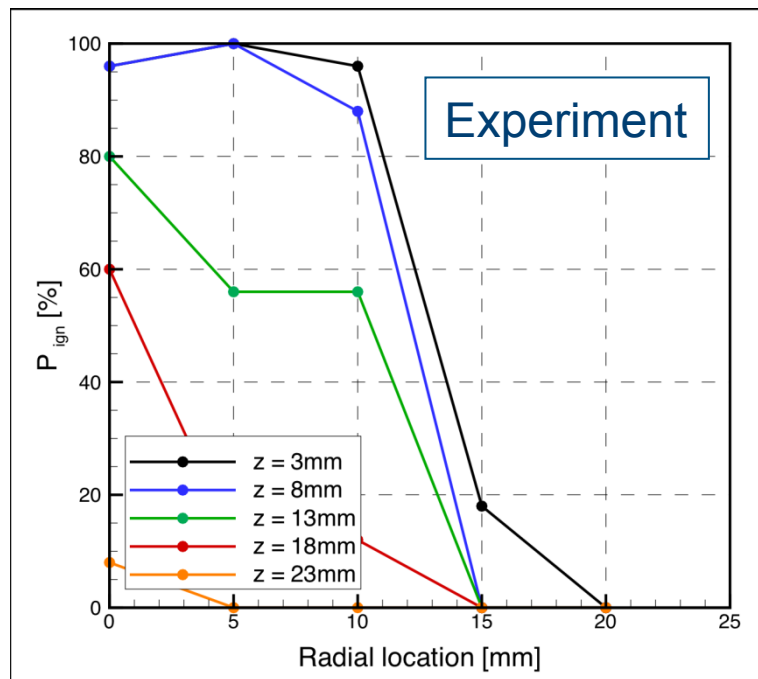 100
80
60
40
20
0
P_ign [%]
Experiment
z = 3mm
z = 8mm
z = 13mm
z = 18mm
z = 23mm
0 5 10 15 20 25
Radial location [mm]